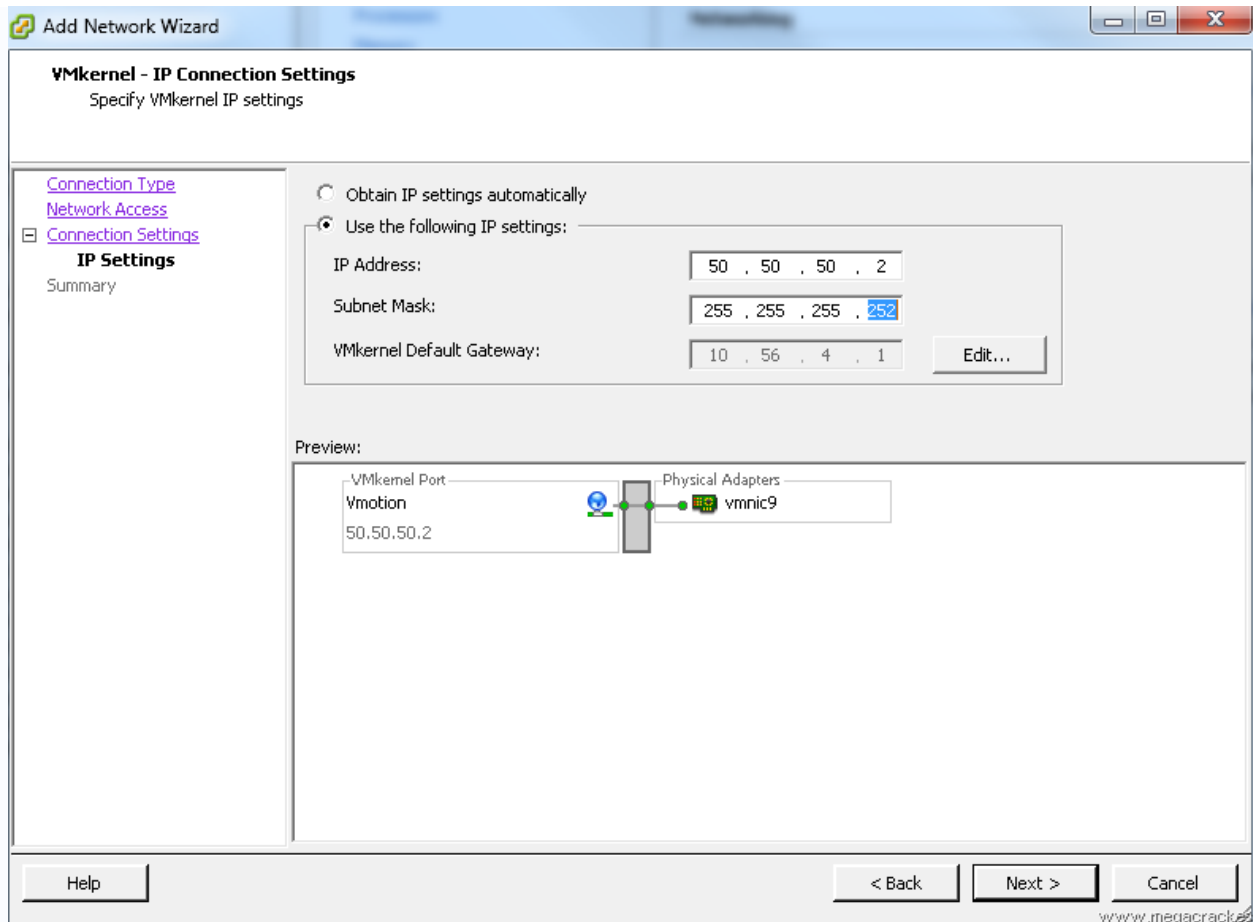 Add Network Wizard
VMkernel - IP Connection Settings
Specify VMkernel IP settings
Connection Type
Network Access
Connection Settings
IP Settings
Summary
Obtain IP settings automatically
Use the following IP settings:
IP Address: 50 . 50 . 50 . 2
Subnet Mask: 255 . 255 . 255 . 252
VMkernel Default Gateway: 10 . 56 . 4 . 1 Edit...
Preview:
VMkernel Port Physical Adapters
Vmotion vmnic9
50.50.50.2
Help < Back Next > Cancel